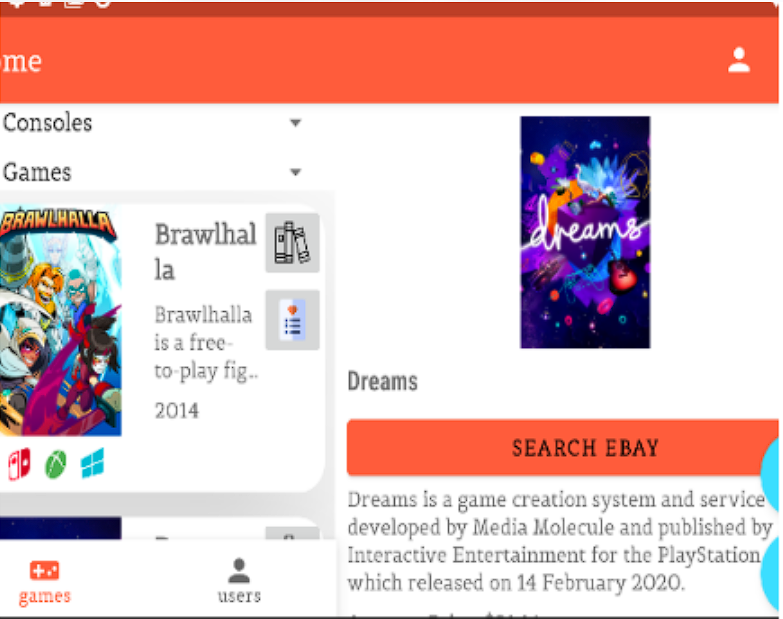 ome
Consoles
Games
BRAWLHALLA
Brawlhal
la
Brawlhalla
is a free-
to-play fig...
2014
games
users
dreams
Dreams
SEARCH EBAY
Dreams is a game creation system and service
developed by Media Molecule and published by
Interactive Entertainment for the PlayStation
which released on 14 February 2020.